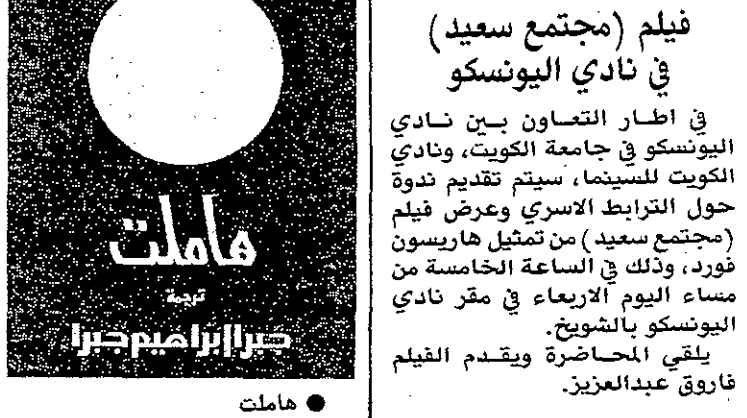 فيلم (مجتمع سعيد)
في نادي اليونسكو
في اطار التعاون بين نادي
اليونسكو في جامعة الكويت، ونادي
الكويت للسينما، سيتم تقديم ندوة
حول الترابط الاسري وعرض فيلم
(مجتمع سعيد) من تمثيل هاريسون
فورد، وذلك في الساعة الخامسة من
مساء اليوم الاربعاء في مقر نادي
اليونسكو بالشويخ.
يلقي المحاضرة ويقدم الفيلم
فاروق عبدالعزيز.
هاملت
ترجمة
جبرا ابراهيم جبرا
● هاملت